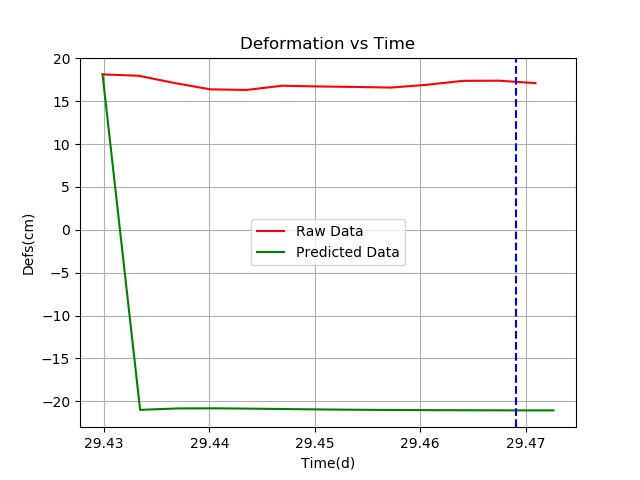 Deformation vs Time
20
15
10
5
0
−5
−10
−15
−20
Defs(cm)
Raw Data
Predicted Data
29.43 29.44 29.45 29.46 29.47
Time(d)